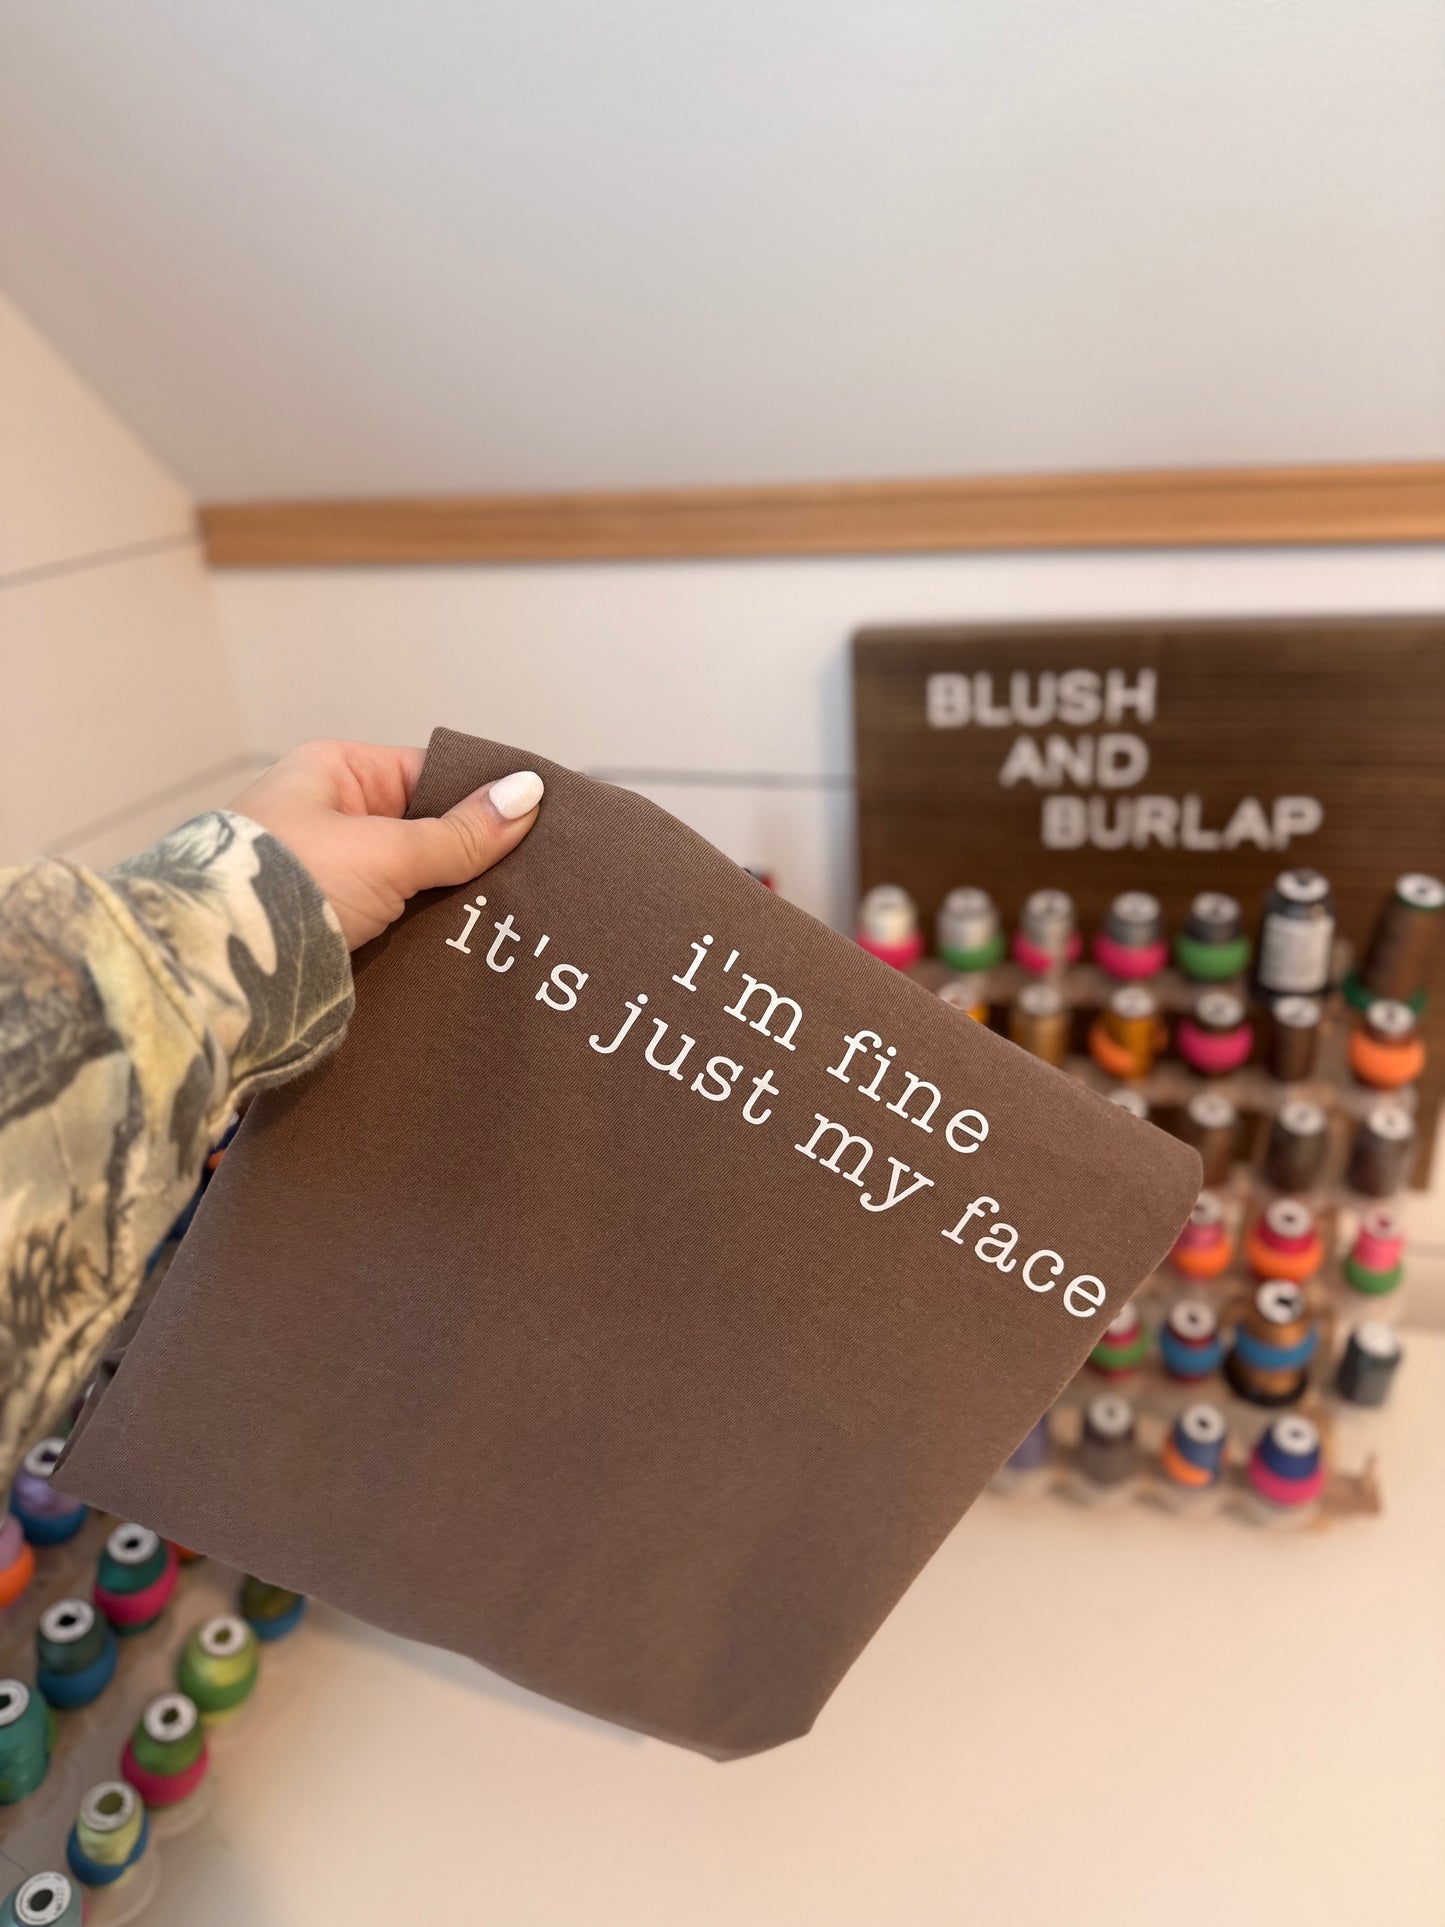 BLUSH
AND
BURLAP
i'm fine
it's just my face